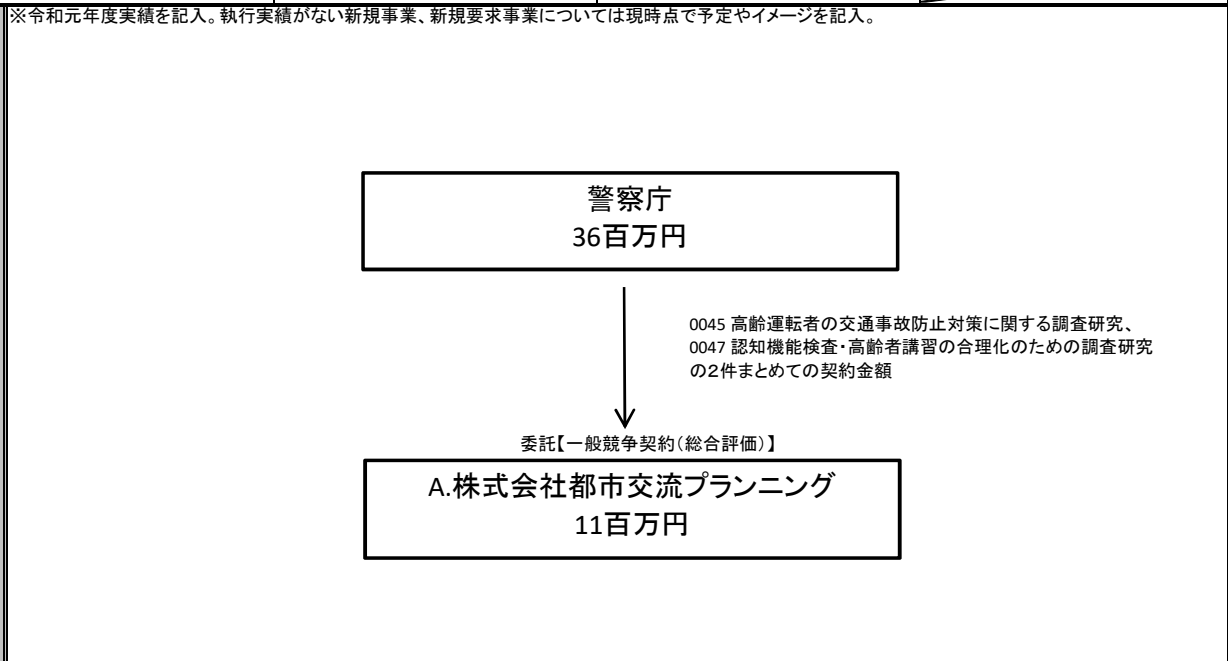 ※令和元年度実績を記入。執行実績がない新規事業、新規要求事業については現時点で予定やイメージを記入。
警察庁
36百万円
0045 高齢運転者の交通事故防止対策に関する調査研究、
0047 認知機能検査・高齢者講習の合理化のための調査研究
の2件まとめての契約金額
委託【一般競争契約(総合評価)】
A.株式会社都市交流プランニング
11百万円